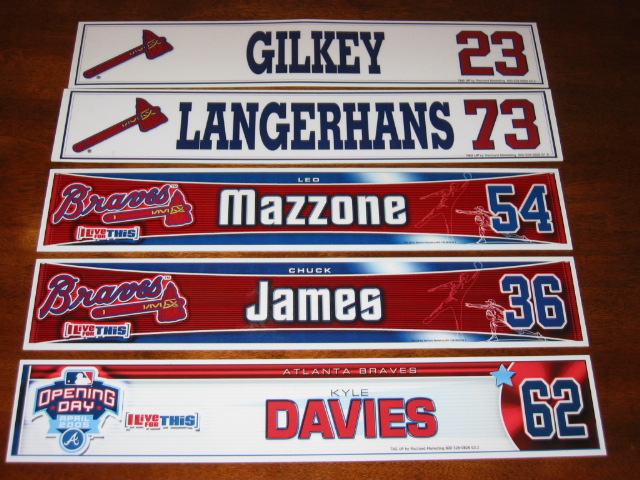 GILKEY 23
LANGERHANS 73
LEO
Braves Mazzone 54
I Live FOR THIS!
CHUCK
Braves James 36
I Live FOR THIS!
ATLANTA BRAVES
OPENING DAY
APRIL 2005
A
I Live FOR THIS!
KYLE
DAVIES 62